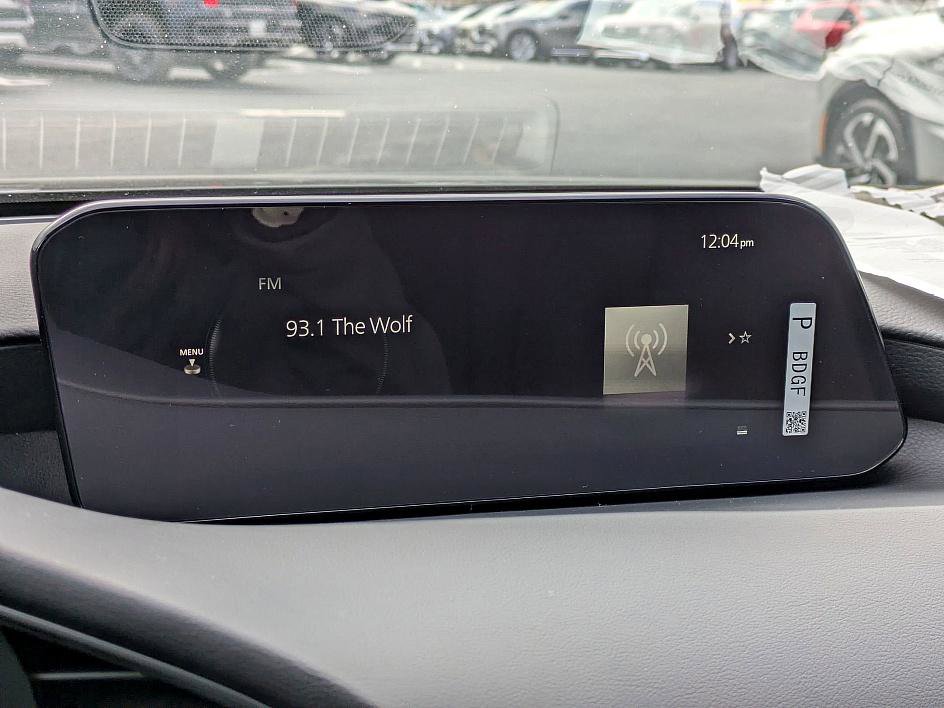 12:04pm
FM
93.1 The Wolf
MENU
P BDGF